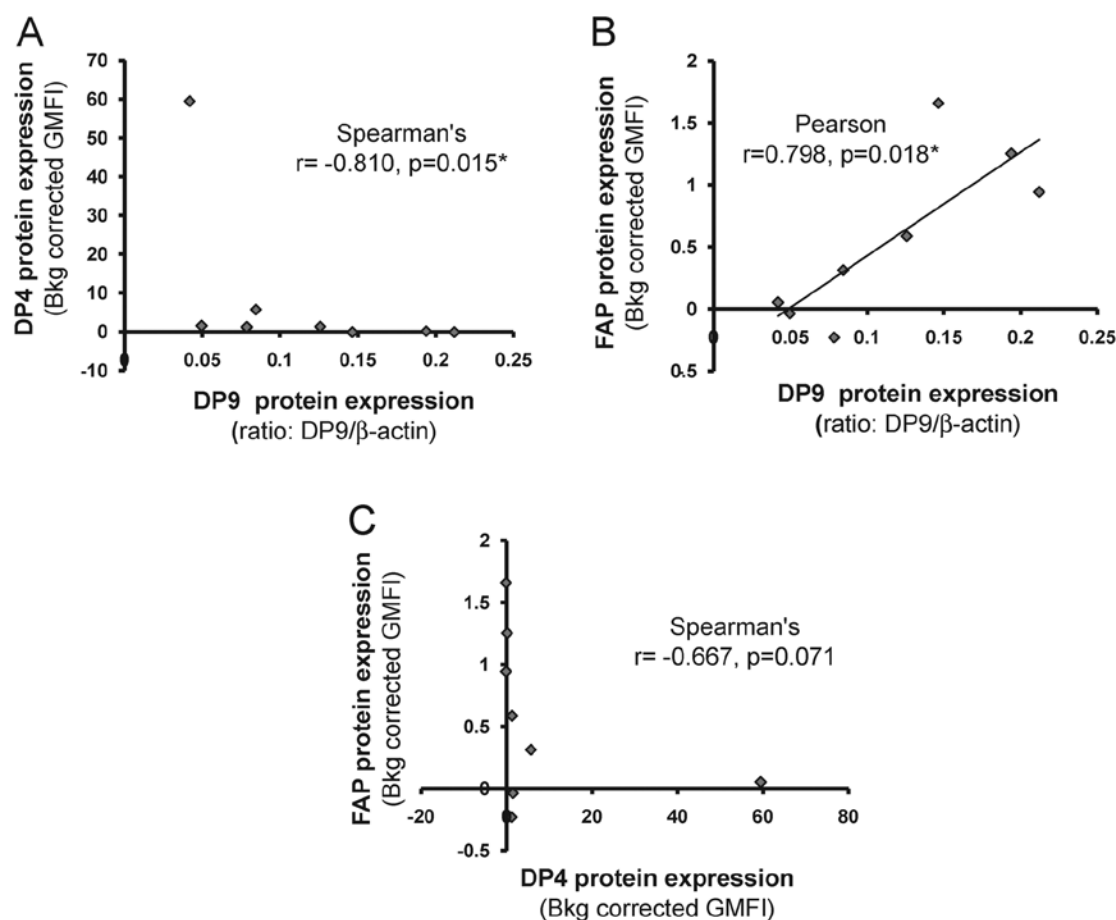 A
B
70
60
50
40
30
20
10
0
-10
DP4 protein expression
(Bkg corrected GMFI)
Spearman's
r= -0.810, p=0.015*
0
0.05
0.1
0.15
0.2
0.25
DP9 protein expression
(ratio: DP9/β-actin)
2
1.5
1
0.5
0
0.5
FAP protein expression
(Bkg corrected GMFI)
Pearson
r=0.798, p=0.018*
0
0.05
0.1
0.15
0.2
0.25
DP9 protein expression
(ratio: DP9/β-actin)
C
2
1.5
1
0.5
0
-0.5
FAP protein expression
(Bkg corrected GMFI)
Spearman's
r= -0.667, p=0.071
-20
0
20
40
60
80
DP4 protein expression
(Bkg corrected GMFI)